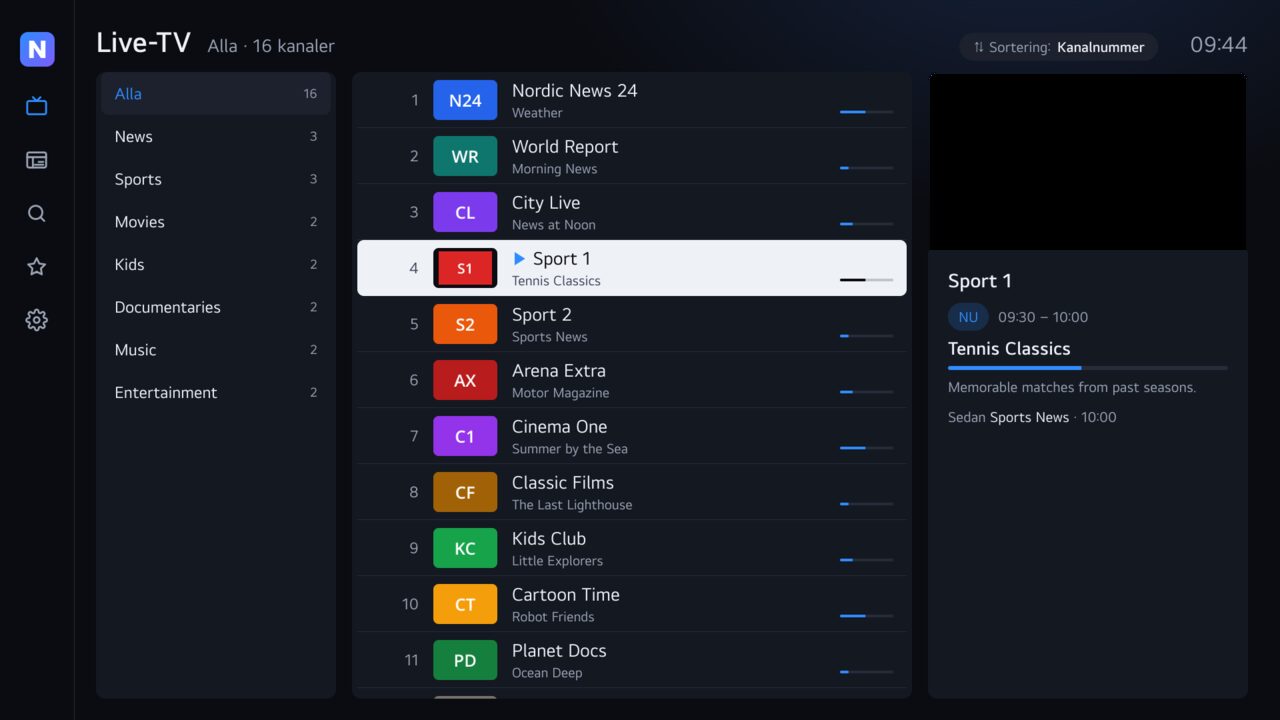 N
Live-TV Alla · 16 kanaler
Sortering: Kanalnummer
09:44
Alla 16
News 3
Sports 3
Movies 2
Kids 2
Documentaries 2
Music 2
Entertainment 2
1 N24 Nordic News 24
Weather
2 WR World Report
Morning News
3 CL City Live
News at Noon
4 S1 Sport 1
Tennis Classics
5 S2 Sport 2
Sports News
6 AX Arena Extra
Motor Magazine
7 C1 Cinema One
Summer by the Sea
8 CF Classic Films
The Last Lighthouse
9 KC Kids Club
Little Explorers
10 CT Cartoon Time
Robot Friends
11 PD Planet Docs
Ocean Deep
Sport 1
NU 09:30 – 10:00
Tennis Classics
Memorable matches from past seasons.
Sedan Sports News · 10:00